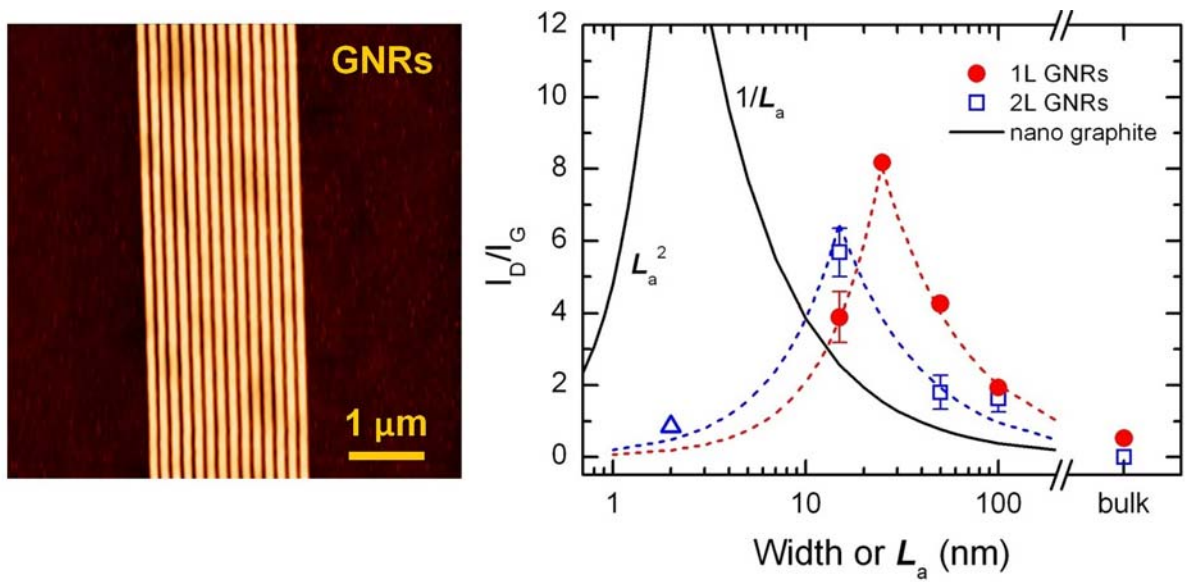 GNRs
1 μm
12
10
8
6
4
2
0
I_D/I_G
1L GNRs
2L GNRs
nano graphite
1/L_a
L_a^2
1
10
100
bulk
Width or L_a (nm)